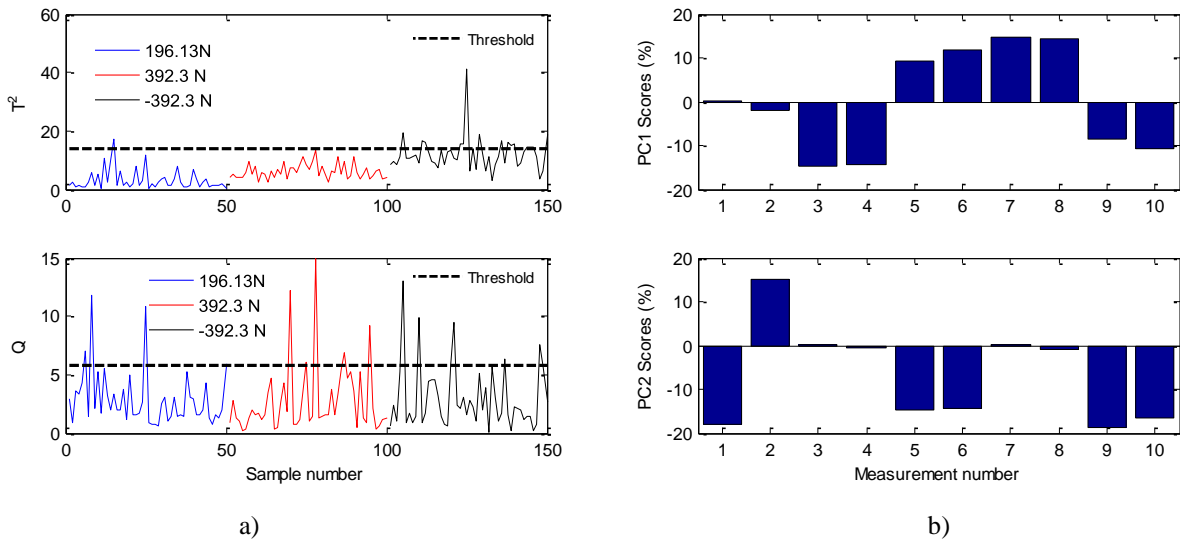 60
40
20
0
T²
196.13N
392.3 N
-392.3 N
Threshold
0 50 100 150
15
10
5
0
Q
196.13N
392.3 N
-392.3 N
Threshold
0 50 100 150
Sample number
a)
20
10
0
-10
-20
PC1 Scores (%)
1 2 3 4 5 6 7 8 9 10
20
10
0
-10
-20
PC2 Scores (%)
1 2 3 4 5 6 7 8 9 10
Measurement number
b)